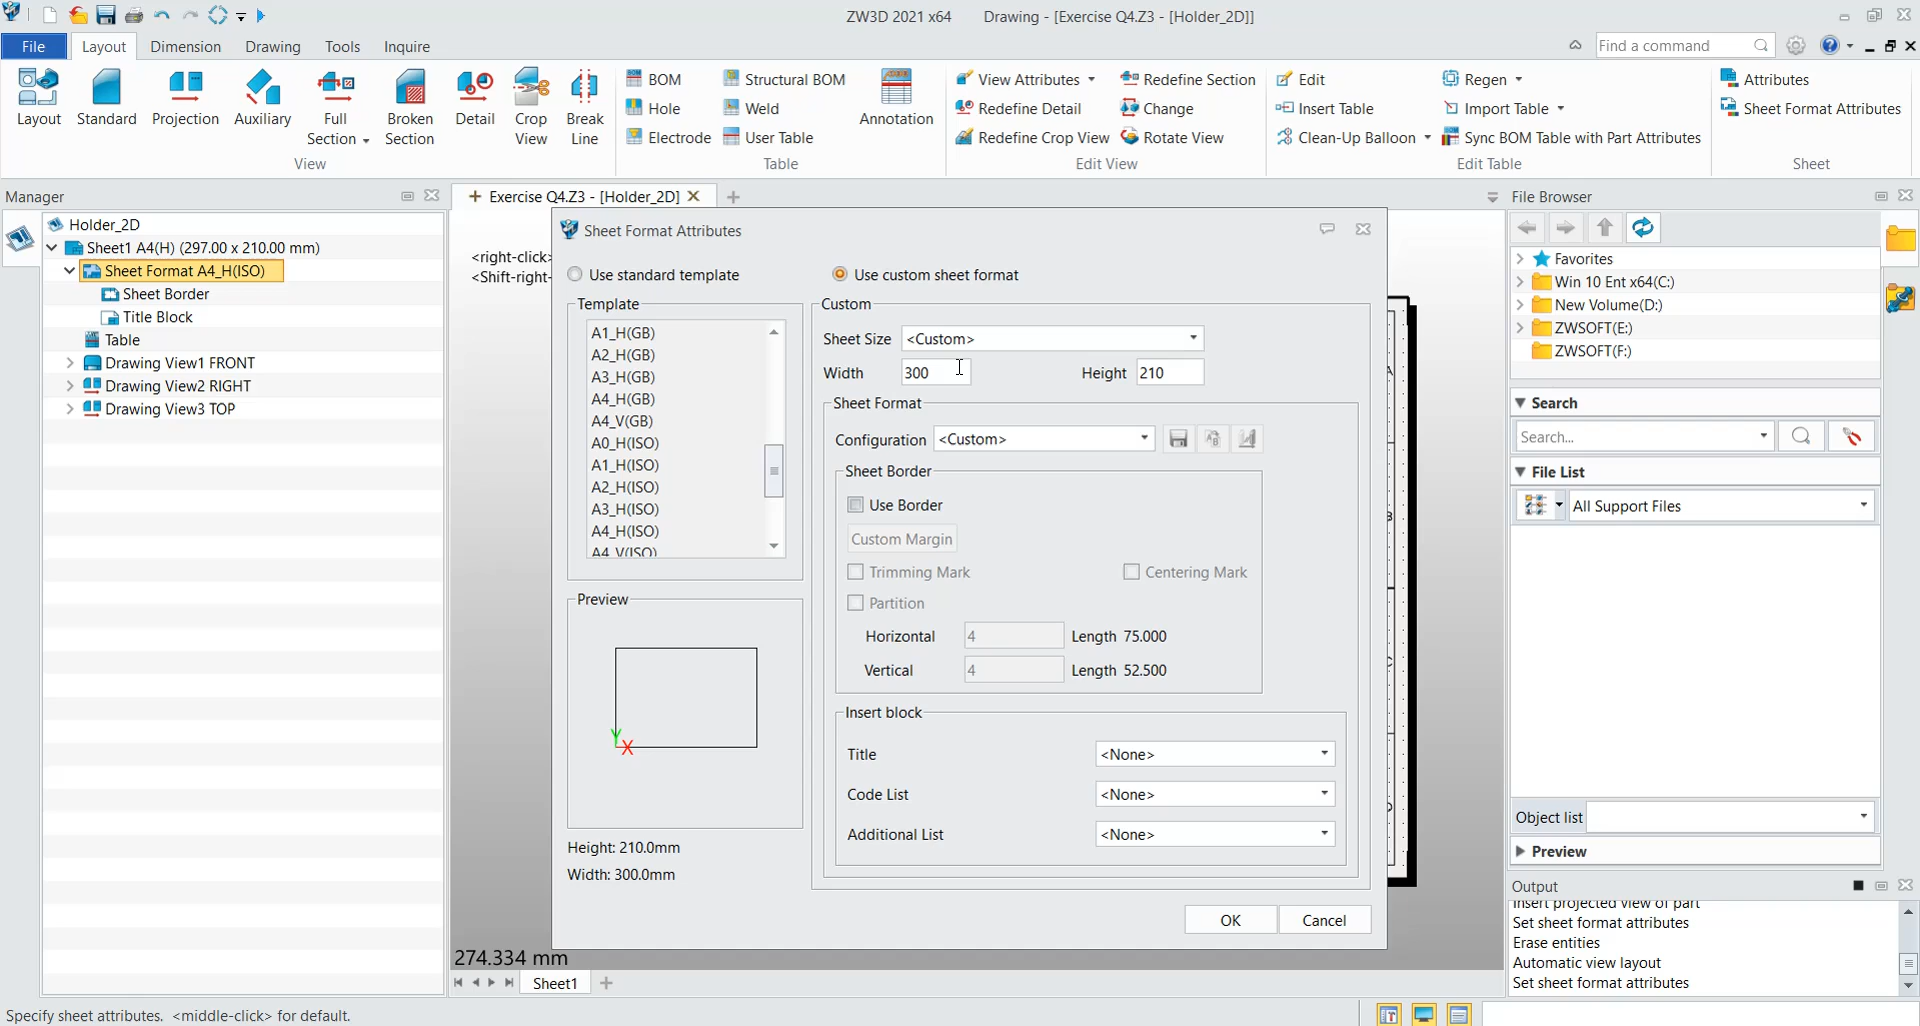 ZW3D 2021 x64 Drawing - [Exercise Q4.Z3 - [Holder_2D]]
File Layout Dimension Drawing Tools Inquire Find a command
Layout Standard Projection Auxiliary Full Section Broken Section Detail Crop View Break Line
View
BOM Structural BOM
Hole Weld
Electrode User Table
Annotation
Table
View Attributes Redefine Section
Redefine Detail Change
Redefine Crop View Rotate View
Edit View
Edit Regen
Insert Table Import Table
Clean-Up Balloon Sync BOM Table with Part Attributes
Edit Table
Attributes
Sheet Format Attributes
Sheet
Manager
Holder_2D
Sheet1 A4(H) (297.00 x 210.00 mm)
Sheet Format A4_H(ISO)
Sheet Border
Title Block
Table
Drawing View1 FRONT
Drawing View2 RIGHT
Drawing View3 TOP
Exercise Q4.Z3 - [Holder_2D]
<right-click>
<Shift-right-
Sheet Format Attributes
Use standard template Use custom sheet format
Template
A1_H(GB)
A2_H(GB)
A3_H(GB)
A4_H(GB)
A4_V(GB)
A0_H(ISO)
A1_H(ISO)
A2_H(ISO)
A3_H(ISO)
A4_H(ISO)
A4_V(ISO)
Preview
X
Height: 210.0mm
Width: 300.0mm
Custom
Sheet Size <Custom>
Width 300 Height 210
Sheet Format
Configuration <Custom>
Sheet Border
Use Border
Custom Margin
Trimming Mark Centering Mark
Partition
Horizontal 4 Length 75.000
Vertical 4 Length 52.500
Insert block
Title <None>
Code List <None>
Additional List <None>
OK Cancel
274.334 mm
Sheet1
File Browser
Favorites
Win 10 Ent x64(C:)
New Volume(D:)
ZWSOFT(E:)
ZWSOFT(F:)
Search
Search...
File List
All Support Files
Object list
Preview
Output
Insert projected view of part
Set sheet format attributes
Erase entities
Automatic view layout
Set sheet format attributes
Specify sheet attributes. <middle-click> for default.